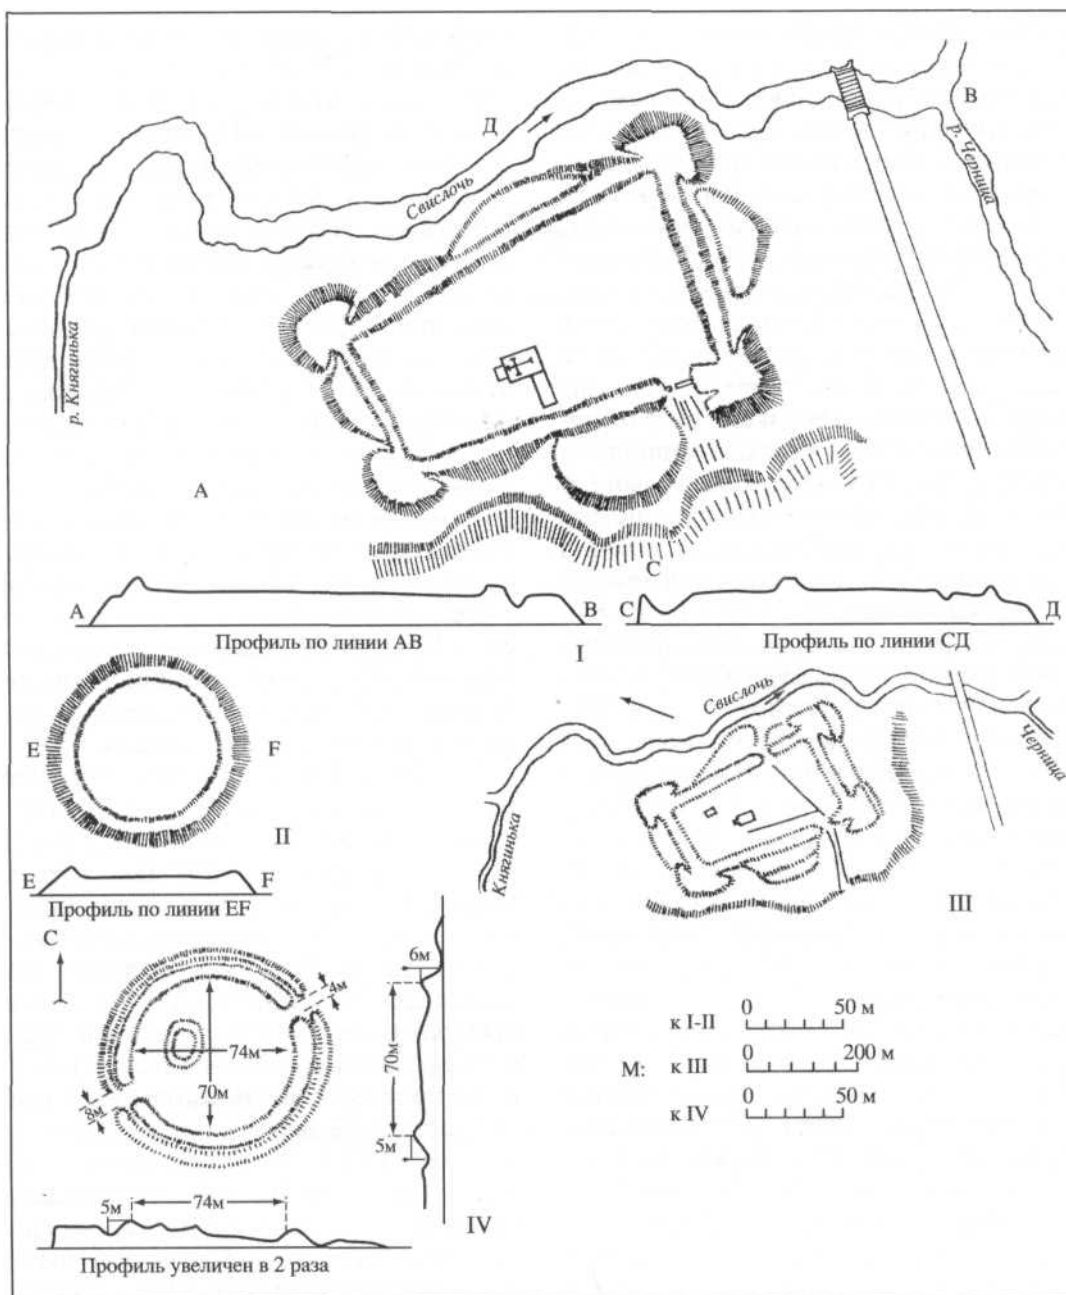 Д
В
р. Черница
Свислочь
р. Княгинька
А
С
А
В
Профиль по линии АВ
С
Д
Профиль по линии СД
I
E
F
II
E
F
Профиль по линии EF
Свислочь
Черница
Княгинька
III
С
4м
74м
70м
8м
6м
70м
5м
5м
74м
IV
Профиль увеличен в 2 раза
М:
к I-II
0
50 м
к III
0
200 м
к IV
0
50 м